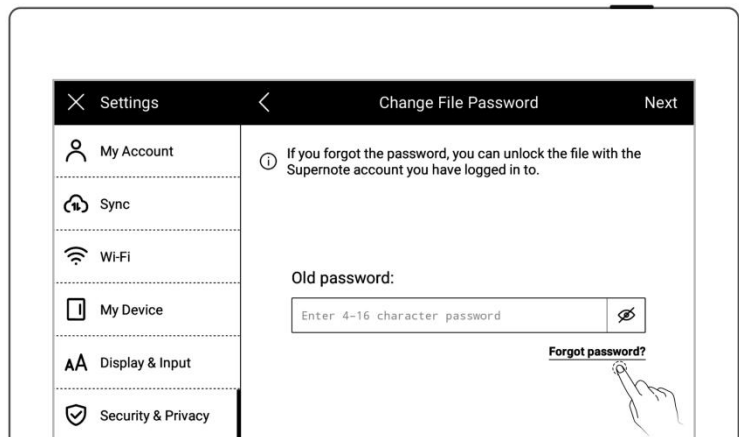 Settings
Change File Password
Next
My Account
Sync
Wi-Fi
My Device
AA Display & Input
Security & Privacy
If you forgot the password, you can unlock the file with the
Supernote account you have logged in to.
Old password:
Enter 4-16 character password
Forgot password?